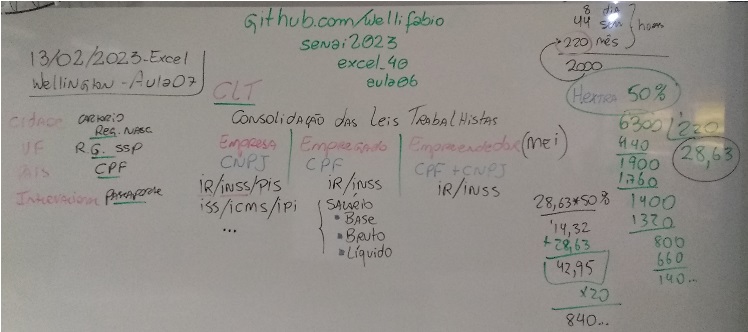 Github.com/wellifabio
senai2023
excel_40
aula06
13/02/2023-Excel
Wellington-Aula07
CLT
Consolidação das Leis Trabalhistas
Cidade Cartório Reg. Nasc
UF R.G. SSP
País CPF
Internacional Passaporte
Empresa
CNPJ
IR/INSS/PIS
ISS/ICMS/IPI
...
Empregado
CPF
IR/INSS
Salário
Base
Bruto
Líquido
Empreendedor (MEI)
CPF + CNPJ
IR/INSS
8 dia
44 sem
220 mês
horas
2000
Hextra 50%
6300 220
440 28,63
1900
1760
1400
1320
800
660
140...
28,63*50%
14,32
+28,63
42,95
x20
840...